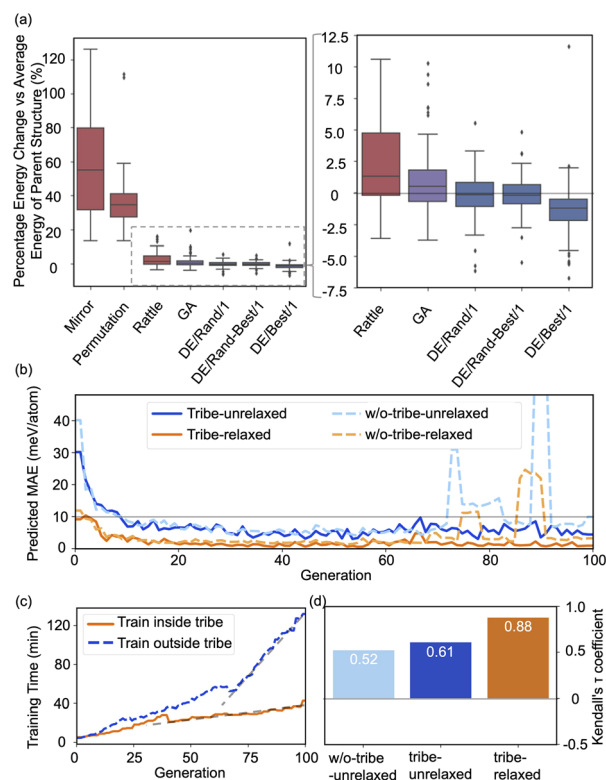 (a)
Percentage Energy Change vs Average
Energy of Parent Structure (%)
120
100
80
60
40
20
0
Mirror
Permutation
Rattle
GA
DE/Rand/1
DE/Rand-Best/1
DE/Best/1
12.5
10.0
7.5
5.0
2.5
0
-2.5
-5.0
-7.5
Rattle
GA
DE/Rand/1
DE/Rand-Best/1
DE/Best/1
(b)
Predicted MAE (meV/atom)
40
30
20
10
0
Tribe-unrelaxed
w/o-tribe-unrelaxed
Tribe-relaxed
w/o-tribe-relaxed
0
20
40
60
80
100
Generation
(c)
Training Time (min)
120
80
40
0
Train inside tribe
Train outside tribe
0
25
50
75
100
Generation
(d)
0.52
0.61
0.88
1.0
0.5
-0.5
Kendall's τ coefficient
w/o-tribe
-unrelaxed
tribe-
unrelaxed
tribe-
relaxed